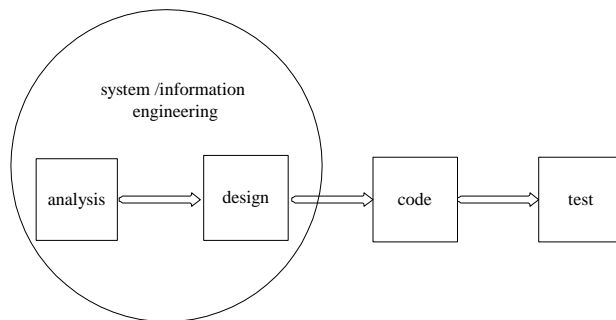 system /information
engineering
analysis
design
code
test